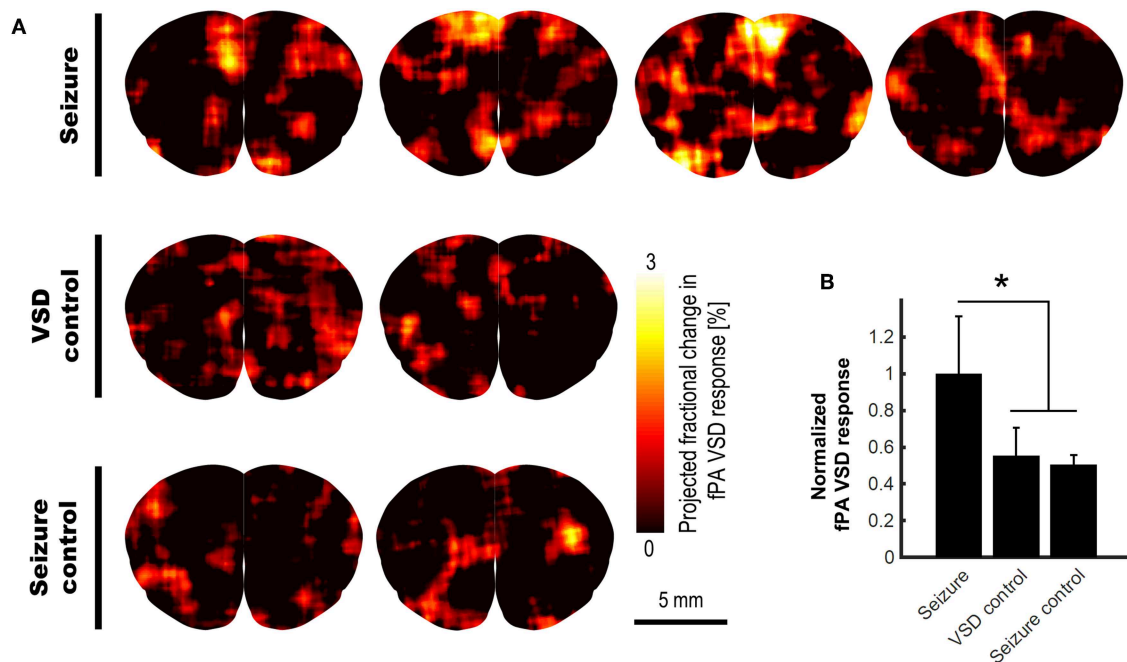 A
Seizure
VSD
control
Seizure
control
3
Projected fractional change in
fPA VSD response [%]
0
5 mm
B
*
Normalized
fPA VSD response
1.2
1
0.8
0.6
0.4
0.2
0
Seizure
VSD control
Seizure control